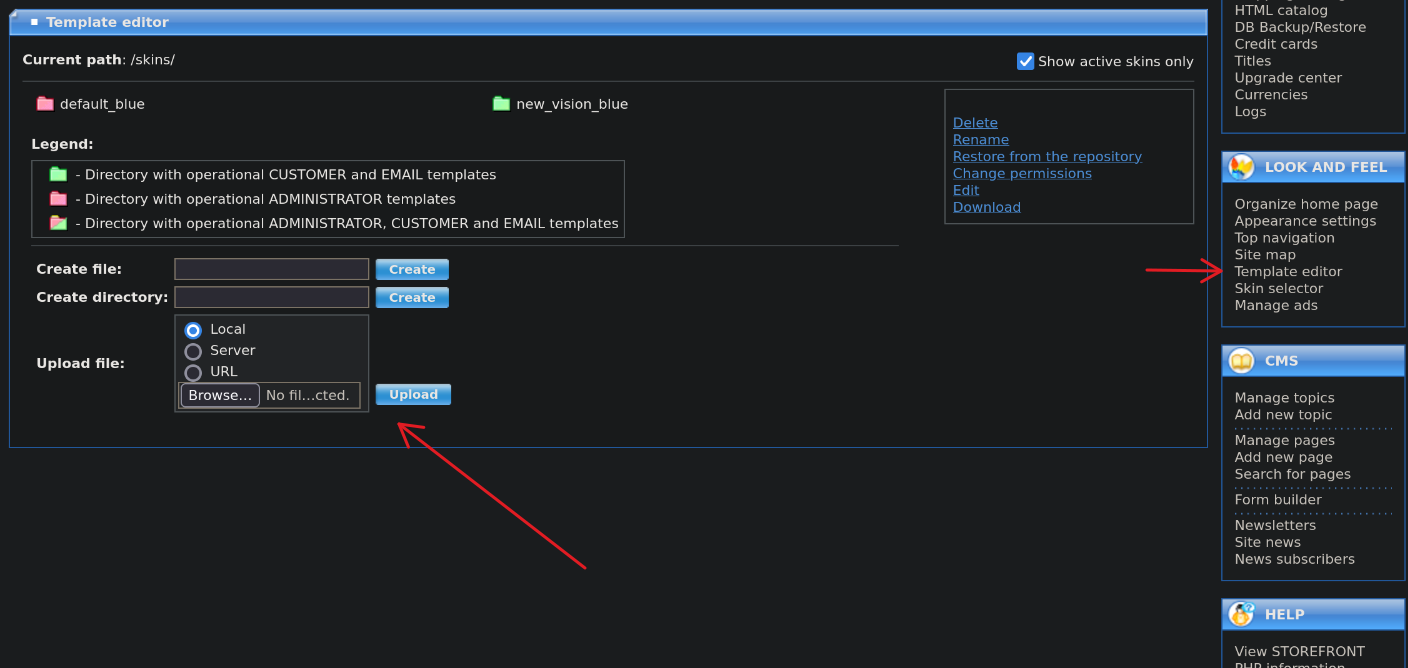 Template editor
Current path: /skins/
Show active skins only
default_blue
new_vision_blue
Legend:
- Directory with operational CUSTOMER and EMAIL templates
- Directory with operational ADMINISTRATOR templates
- Directory with operational ADMINISTRATOR, CUSTOMER and EMAIL templates
Delete
Rename
Restore from the repository
Change permissions
Edit
Download
Create file:
Create
Create directory:
Create
Upload file:
Local
Server
URL
Browse...
No fil...cted.
Upload
HTML catalog
DB Backup/Restore
Credit cards
Titles
Upgrade center
Currencies
Logs
LOOK AND FEEL
Organize home page
Appearance settings
Top navigation
Site map
Template editor
Skin selector
Manage ads
CMS
Manage topics
Add new topic
Manage pages
Add new page
Search for pages
Form builder
Newsletters
Site news
News subscribers
HELP
View STOREFRONT
PHP information